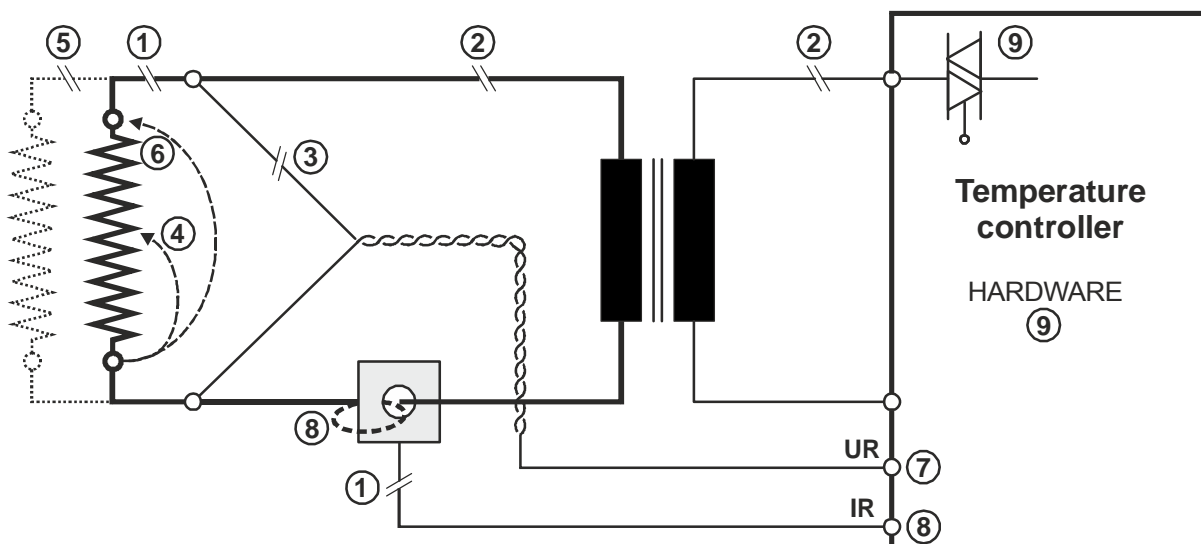 ⑤ ① ② ② ⑨
⑥ ③
④
Temperature
controller
HARDWARE
⑨
⑧
UR ⑦
①
IR ⑧